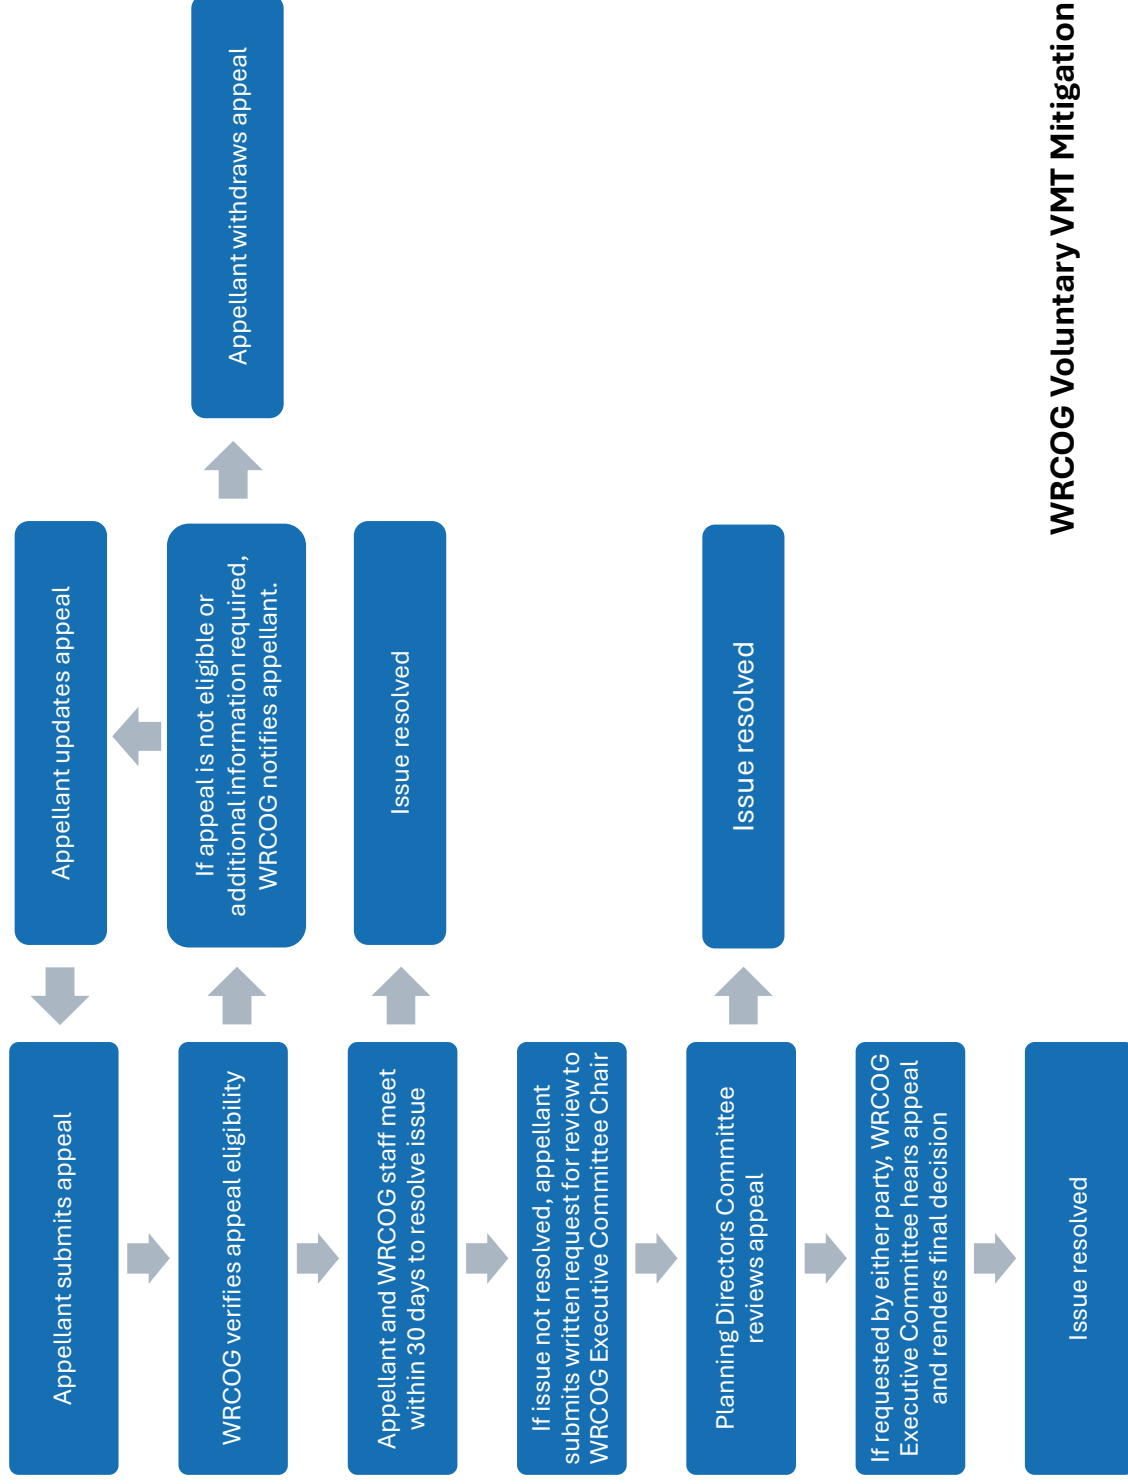 Appellant submits appeal
WRCOG verifies appeal eligibility
Appellant and WRCOG staff meet
within 30 days to resolve issue
If issue not resolved, appellant
submits written request for review to
WRCOG Executive Committee Chair
Planning Directors Committee
reviews appeal
If requested by either party, WRCOG
Executive Committee hears appeal
and renders final decision
Issue resolved
Appellant updates appeal
If appeal is not eligible or
additional information required,
WRCOG notifies appellant.
Issue resolved
Issue resolved
Appellant withdraws appeal
WRCOG Voluntary VMT Mitigation